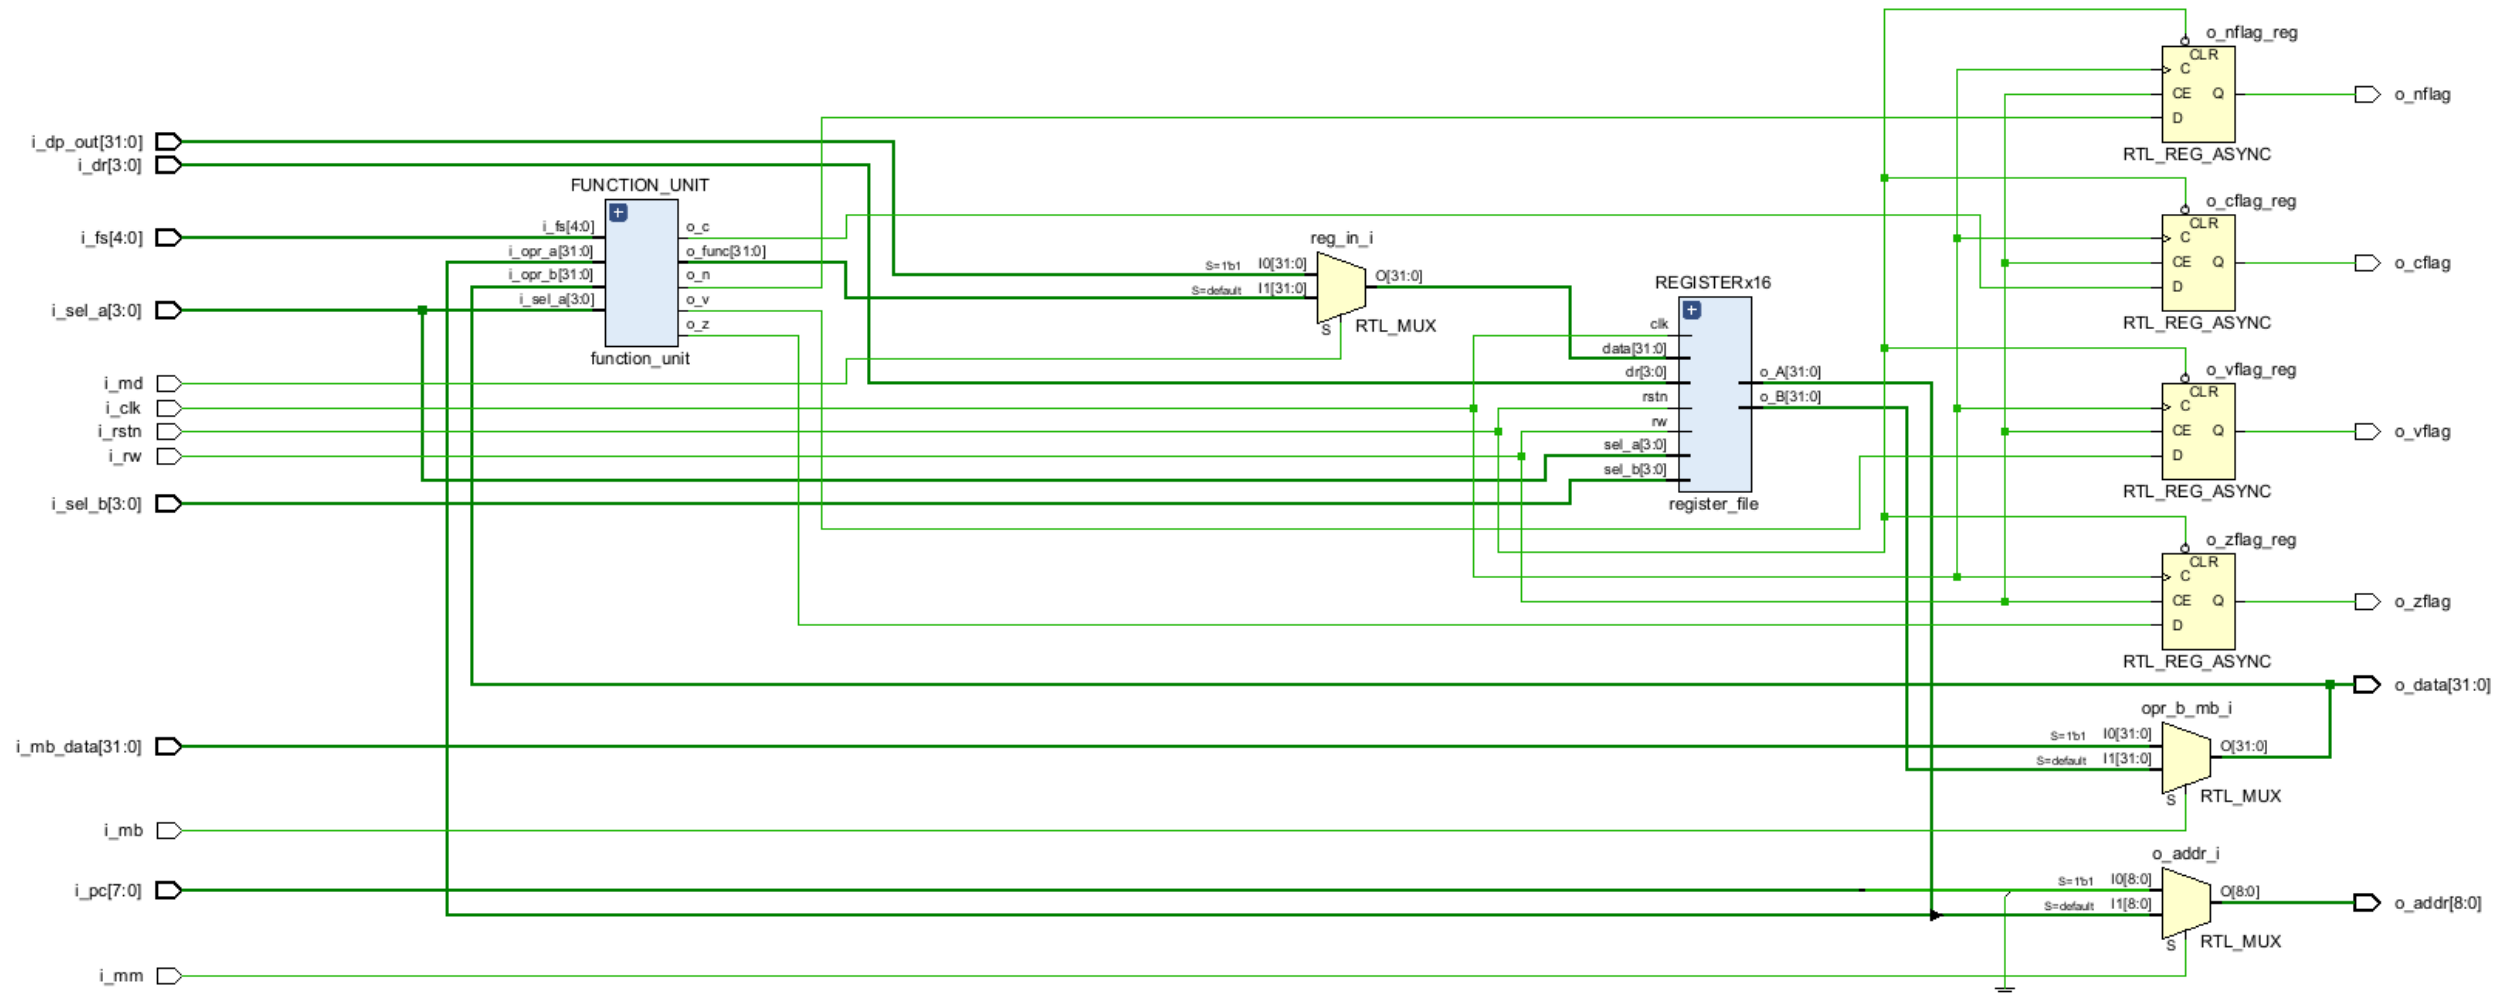 i_dp_out[31:0]
i_dr[3:0]
i_fs[4:0]
i_sel_a[3:0]
i_md
i_clk
i_rstn
i_rw
i_sel_b[3:0]
i_mb_data[31:0]
i_mb
i_pc[7:0]
i_mm
FUNCTION_UNIT
i_fs[4:0]
i_opr_a[31:0]
i_opr_b[31:0]
i_sel_a[3:0]
o_c
o_func[31:0]
o_n
o_v
o_z
function_unit
reg_in_i
S=1'b1 I0[31:0]
S=default I1[31:0]
O[31:0]
S
RTL_MUX
REGISTERx16
clk
data[31:0]
dr[3:0]
rstn
rw
sel_a[3:0]
sel_b[3:0]
o_A[31:0]
o_B[31:0]
register_file
o_nflag_reg
CLR
C
CE Q
D
RTL_REG_ASYNC
o_nflag
o_cflag_reg
CLR
C
CE Q
D
RTL_REG_ASYNC
o_cflag
o_vflag_reg
CLR
C
CE Q
D
RTL_REG_ASYNC
o_vflag
o_zflag_reg
CLR
C
CE Q
D
RTL_REG_ASYNC
o_zflag
o_data[31:0]
opr_b_mb_i
S=1'b1 I0[31:0]
S=default I1[31:0]
O[31:0]
S
RTL_MUX
o_addr_i
S=1'b1 I0[8:0]
S=default I1[8:0]
O[8:0]
S
RTL_MUX
o_addr[8:0]